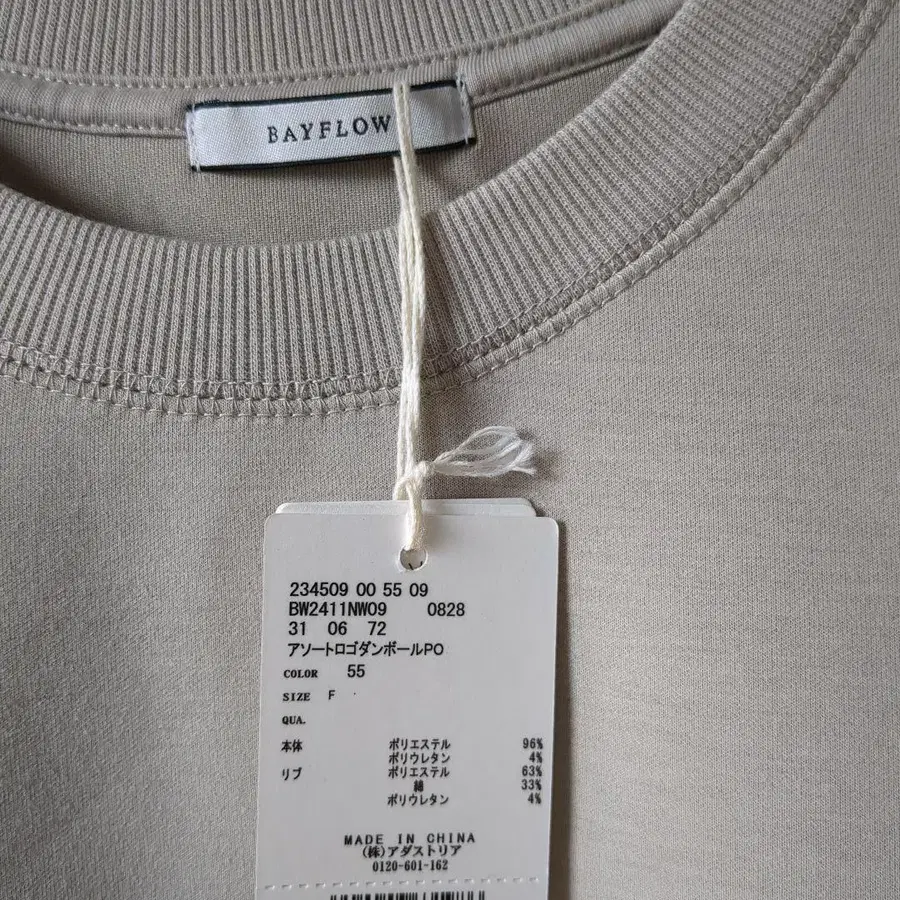 BAYFLOW
234509 00 55 09
BW2411NW09 0828
31 06 72
アソートロゴダンボールPO
COLOR 55
SIZE F
QUA.
本体 ポリエステル 96%
ポリウレタン 4%
リブ ポリエステル 63%
綿 33%
ポリウレタン 4%
MADE IN CHINA
(株)アダストリア
0120-601-162